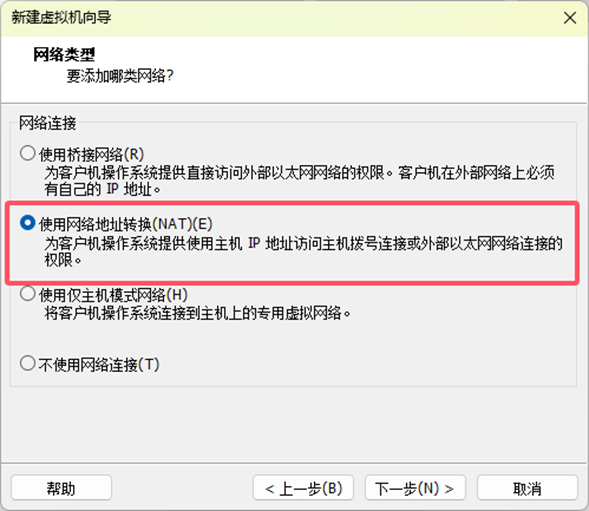 新建虚拟机向导
网络类型
要添加哪类网络?
网络连接
使用桥接网络(R)
为客户机操作系统提供直接访问外部以太网网络的权限。客户机在外部网络上必须
有自己的 IP 地址。
使用网络地址转换(NAT)(E)
为客户机操作系统提供使用主机 IP 地址访问主机拨号连接或外部以太网网络连接的
权限。
使用仅主机模式网络(H)
将客户机操作系统连接到主机上的专用虚拟网络。
不使用网络连接(T)
帮助
< 上一步(B)
下一步(N) >
取消